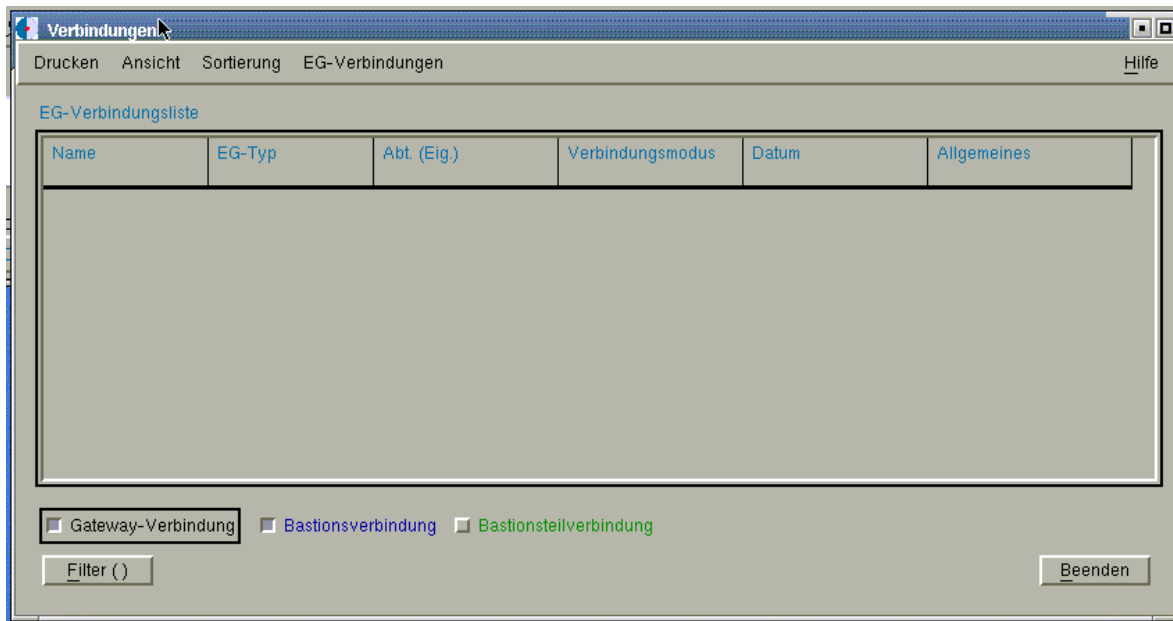 Verbindungen
Drucken Ansicht Sortierung EG-Verbindungen Hilfe
EG-Verbindungsliste
Name EG-Typ Abt. (Eig.) Verbindungsmodus Datum Allgemeines
Gateway-Verbindung Bastionsverbindung Bastionsteilverbindung
Filter ( ) Beenden